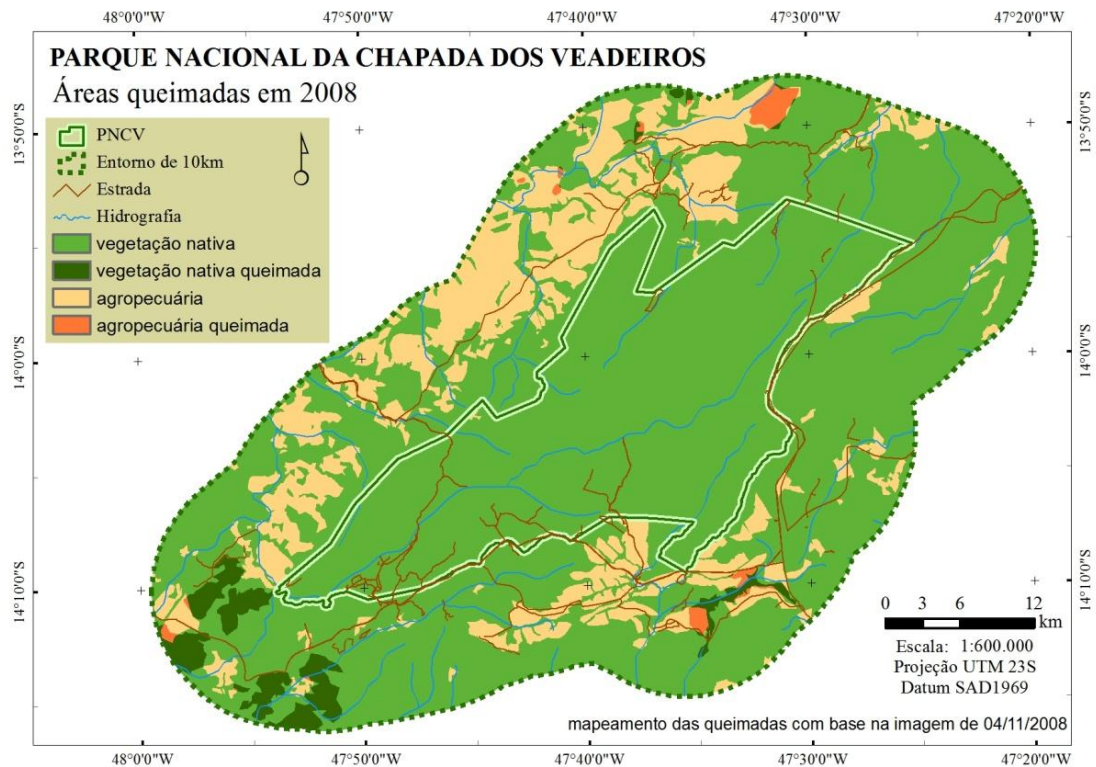 48°0'0"W 47°50'0"W 47°40'0"W 47°30'0"W 47°20'0"W
PARQUE NACIONAL DA CHAPADA DOS VEADEIROS
Áreas queimadas em 2008
PNCV
Entorno de 10km
Estrada
Hidrografia
vegetação nativa
vegetação nativa queimada
agropecuária
agropecuária queimada
13°50'0"S
14°0'0"S
14°10'0"S
13°50'0"S
14°0'0"S
14°10'0"S
0 3 6 12
km
Escala: 1:600.000
Projeção UTM 23S
Datum SAD1969
mapeamento das queimadas com base na imagem de 04/11/2008
48°0'0"W 47°50'0"W 47°40'0"W 47°30'0"W 47°20'0"W